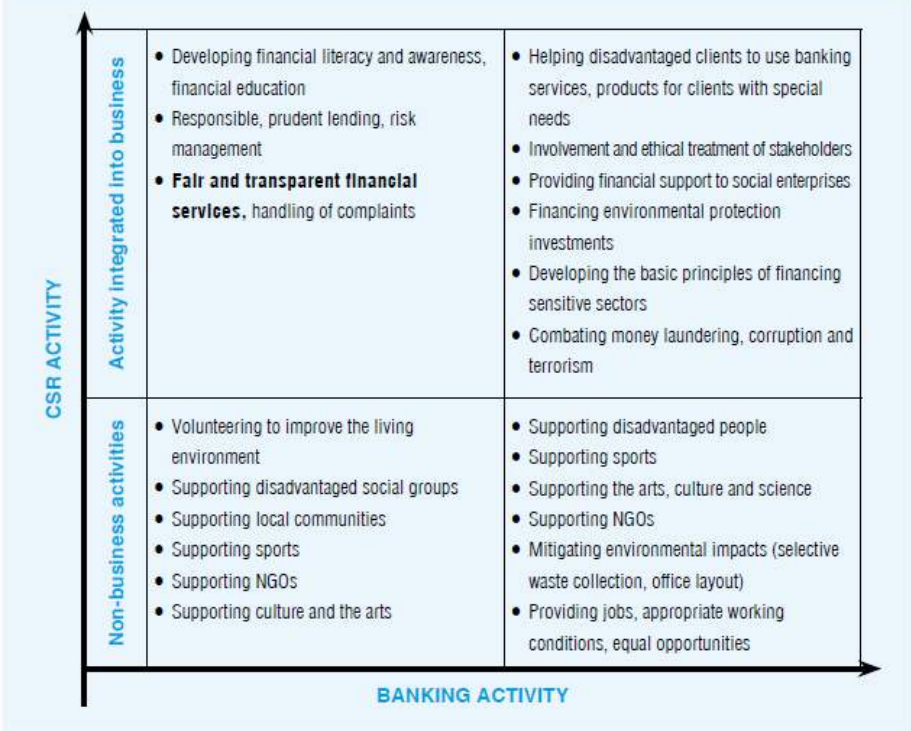 CSR ACTIVITY
Activity integrated into business
• Developing financial literacy and awareness,
financial education
• Responsible, prudent lending, risk
management
• Fair and transparent financial
services, handling of complaints
• Helping disadvantaged clients to use banking
services, products for clients with special
needs
• Involvement and ethical treatment of stakeholders
• Providing financial support to social enterprises
• Financing environmental protection
investments
• Developing the basic principles of financing
sensitive sectors
• Combating money laundering, corruption and
terrorism
Non-business activities
• Volunteering to improve the living
environment
• Supporting disadvantaged social groups
• Supporting local communities
• Supporting sports
• Supporting NGOs
• Supporting culture and the arts
• Supporting disadvantaged people
• Supporting sports
• Supporting the arts, culture and science
• Supporting NGOs
• Mitigating environmental impacts (selective
waste collection, office layout)
• Providing jobs, appropriate working
conditions, equal opportunities
BANKING ACTIVITY